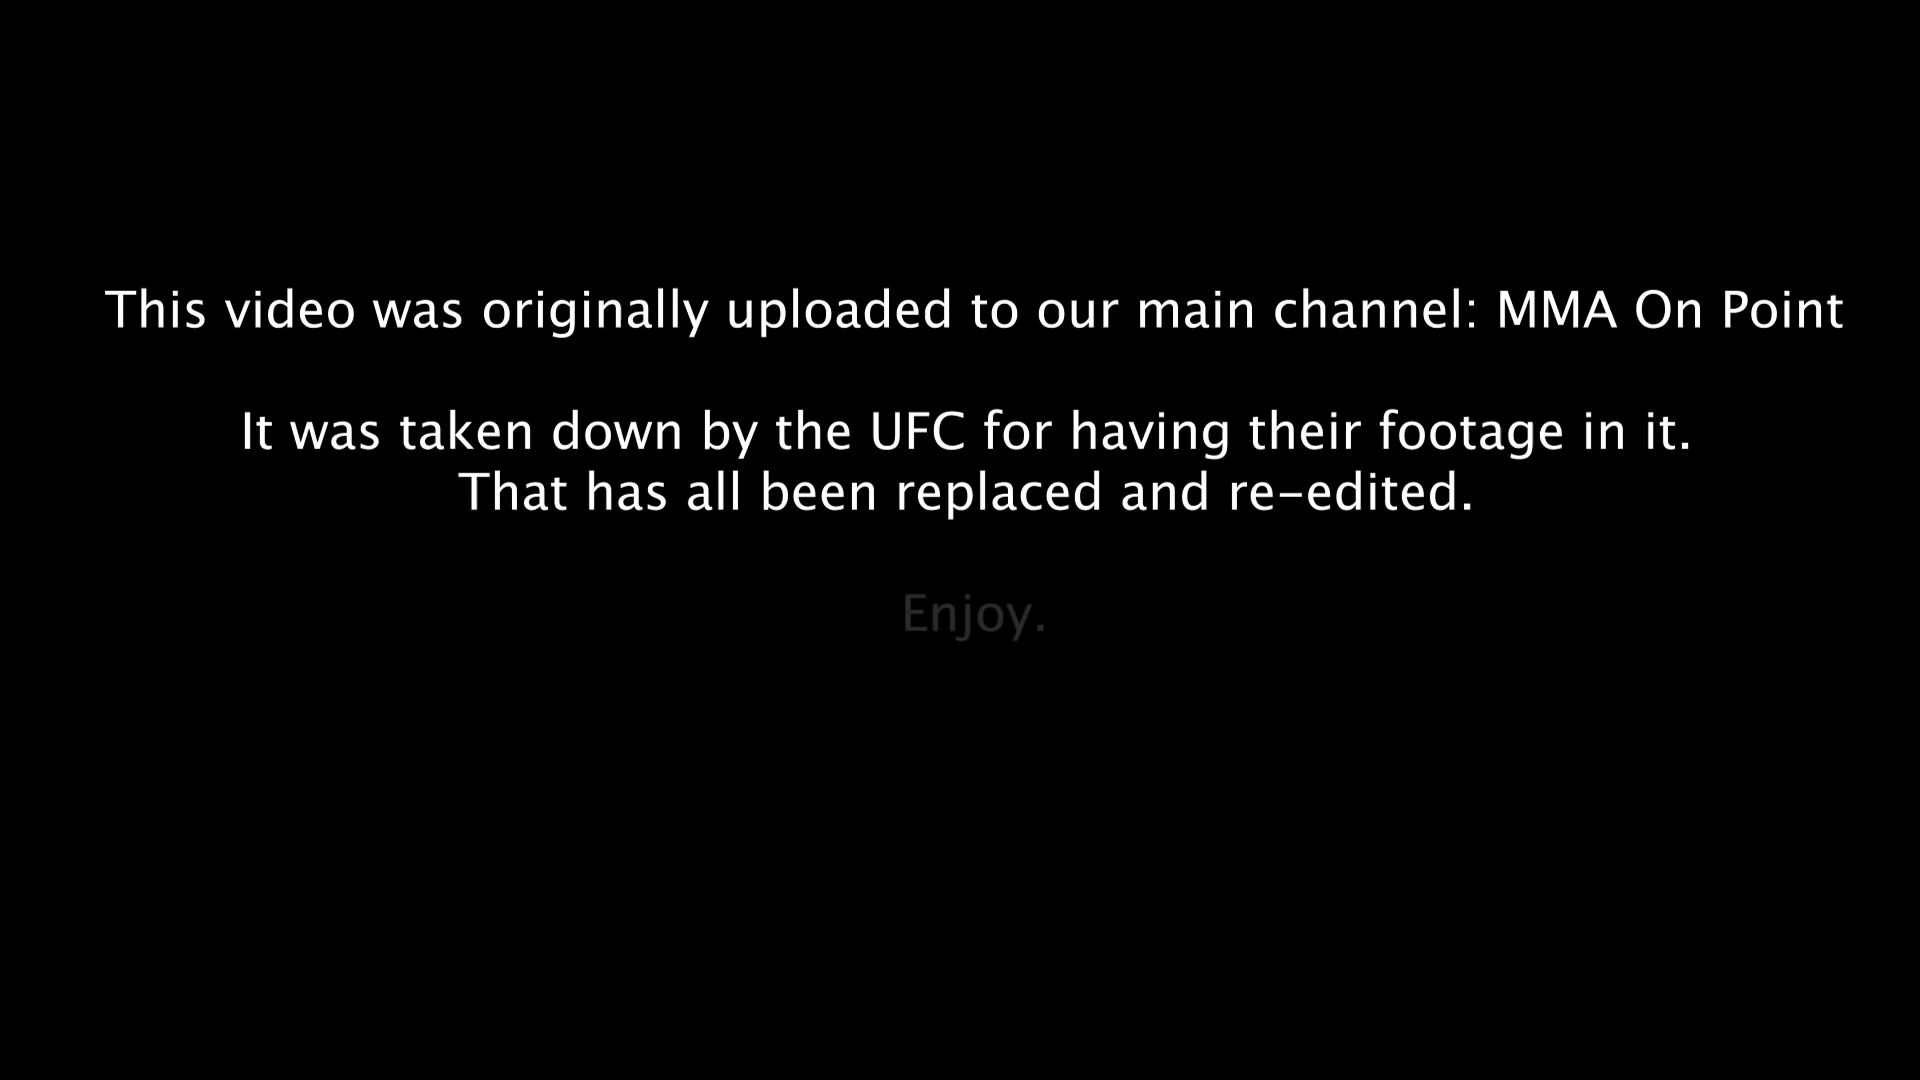 This video was originally uploaded to our main channel: MMA On Point
It was taken down by the UFC for having their footage in it.
That has all been replaced and re-edited.
Enjoy.